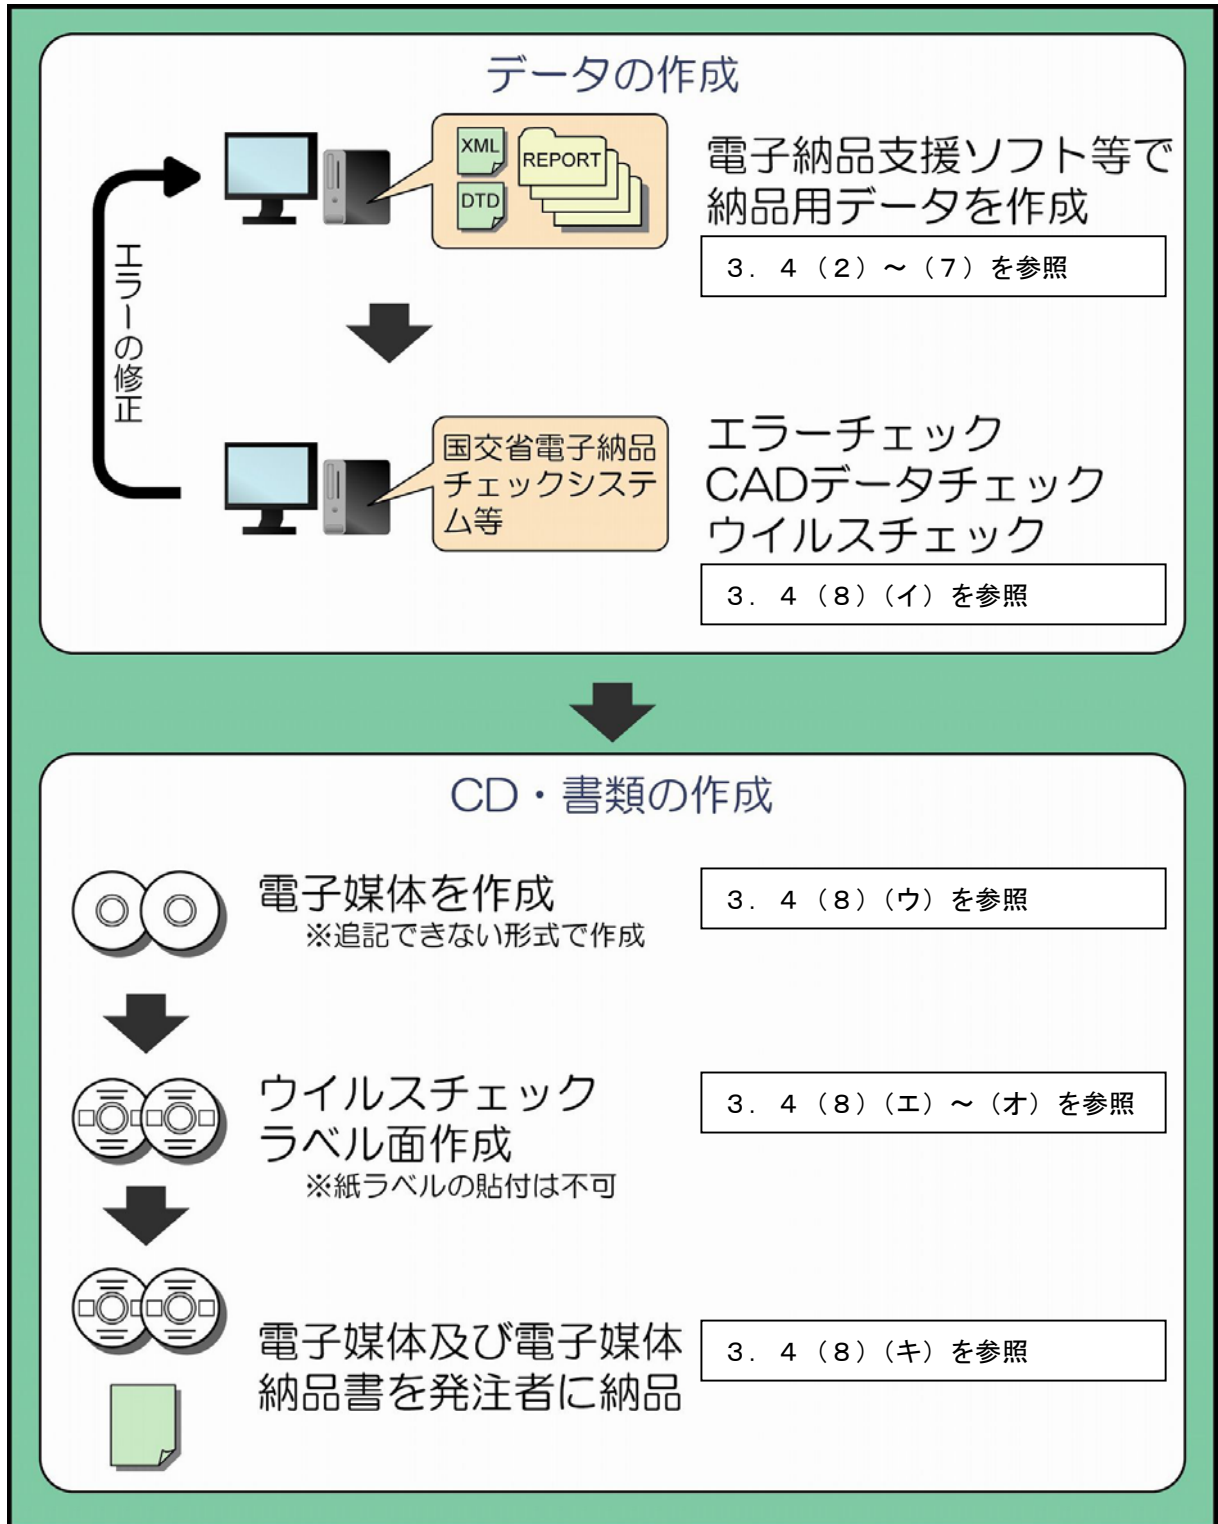 データの作成
XML
REPORT
DTD
電子納品支援ソフト等で
納品用データを作成
３．４（２）～（７）を参照
エラーの修正
国交省電子納品
チェックシステ
ム等
エラーチェック
CADデータチェック
ウイルスチェック
３．４（８）（イ）を参照
CD・書類の作成
電子媒体を作成
※追記できない形式で作成
３．４（８）（ウ）を参照
ウイルスチェック
ラベル面作成
※紙ラベルの貼付は不可
３．４（８）（エ）～（オ）を参照
電子媒体及び電子媒体
納品書を発注者に納品
３．４（８）（キ）を参照